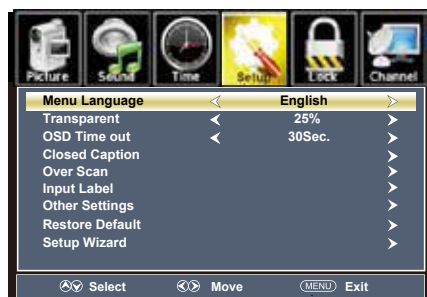 Picture Sound Time Setup Lock Channel
Menu Language English
Transparent 25%
OSD Time out 30Sec.
Closed Caption
Over Scan
Input Label
Other Settings
Restore Default
Setup Wizard
Select Move MENU Exit